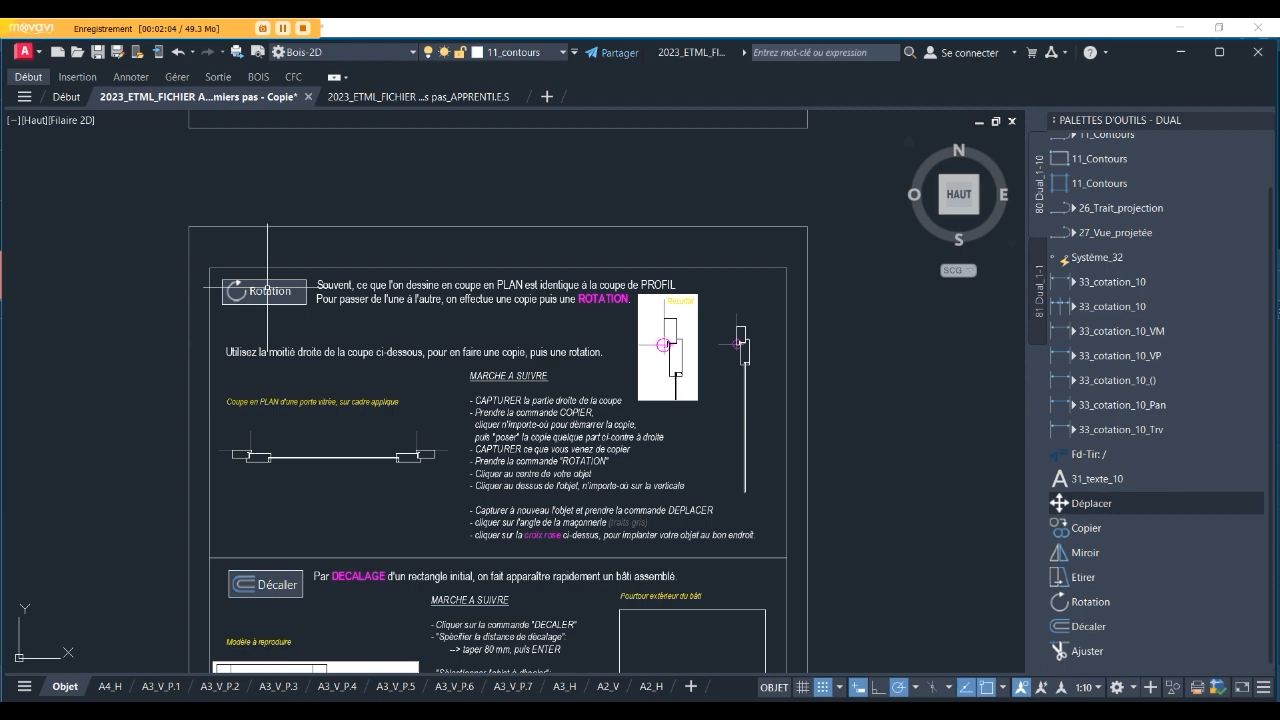 movavi
Enregistrement [00:02:04 / 49.3 Mo]
A Bois-2D 11_contours Partager 2023_ETML_FI... Entrez mot-clé ou expression Se connecter
Début Insertion Annoter Gérer Sortie BOIS CFC
Début 2023_ETML_FICHIER A...miers pas - Copie* 2023_ETML_FICHIER ...s pas_APPRENTI.E.S
[−][Haut][Filaire 2D]
N
O HAUT E
S
SCG
Rotation
Souvent, ce que l'on dessine en coupe en PLAN est identique à la coupe de PROFIL
Pour passer de l'une à l'autre, on effectue une copie puis une ROTATION.
Résultat
Utilisez la moitié droite de la coupe ci-dessous, pour en faire une copie, puis une rotation.
Coupe en PLAN d'une porte vitrée, sur cadre applique
MARCHE A SUIVRE
- CAPTURER la partie droite de la coupe
- Prendre la commande COPIER,
cliquer n'importe-où pour démarrer la copie,
puis "poser" la copie quelque part ci-contre à droite
- CAPTURER ce que vous venez de copier
- Prendre la commande "ROTATION"
- Cliquer au centre de votre objet
- Cliquer au dessus de l'objet, n'importe-où sur la verticale
- Capturer à nouveau l'objet et prendre la commande DEPLACER
- cliquer sur l'angle de la maçonnerie (traits gris)
- cliquer sur la croix rose ci-dessus, pour implanter votre objet au bon endroit.
Décaler
Par DECALAGE d'un rectangle initial, on fait apparaître rapidement un bâti assemblé.
MARCHE A SUIVRE
Pourtour extérieur du bâti
- Cliquer sur la commande "DECALER"
- "Spécifier la distance de décalage":
--> taper 80 mm, puis ENTER
Modèle à reproduire
- "Sélectionner l'objet à décaler":
Y
X
PALETTES D'OUTILS - DUAL
80 Dual_1-10
81 Dual_1-1
11_Contours
11_Contours
11_Contours
26_Trait_projection
27_Vue_projetée
Systéme_32
33_cotation_10
33_cotation_10
33_cotation_10_VM
33_cotation_10_VP
33_cotation_10_()
33_cotation_10_Pan
33_cotation_10_Trv
Fd-Tir: /
A 31_texte_10
Déplacer
Copier
Miroir
Etirer
Rotation
Décaler
Ajuster
Objet A4_H A3_V_P.1 A3_V_P.2 A3_V_P.3 A3_V_P.4 A3_V_P.5 A3_V_P.6 A3_V_P.7 A3_H A2_V A2_H
OBJET 1:10